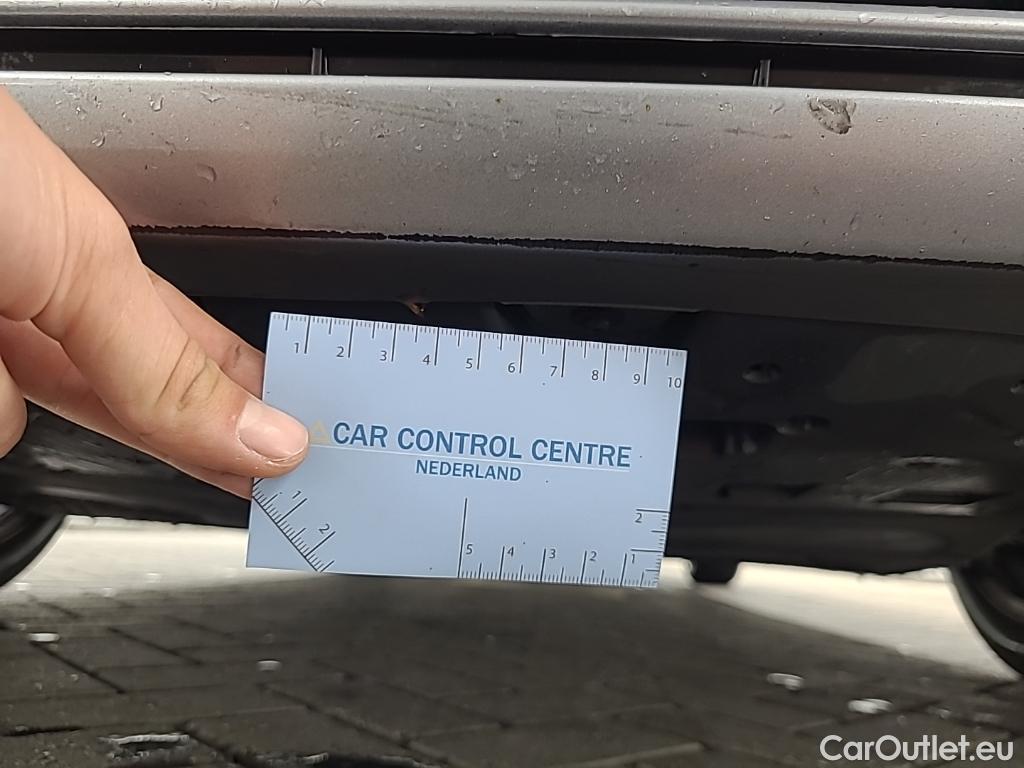 1 2 3 4 5 6 7 8 9 10
CAR CONTROL CENTRE
NEDERLAND
1 2
2
1
5 4 3 2
CarOutlet.eu